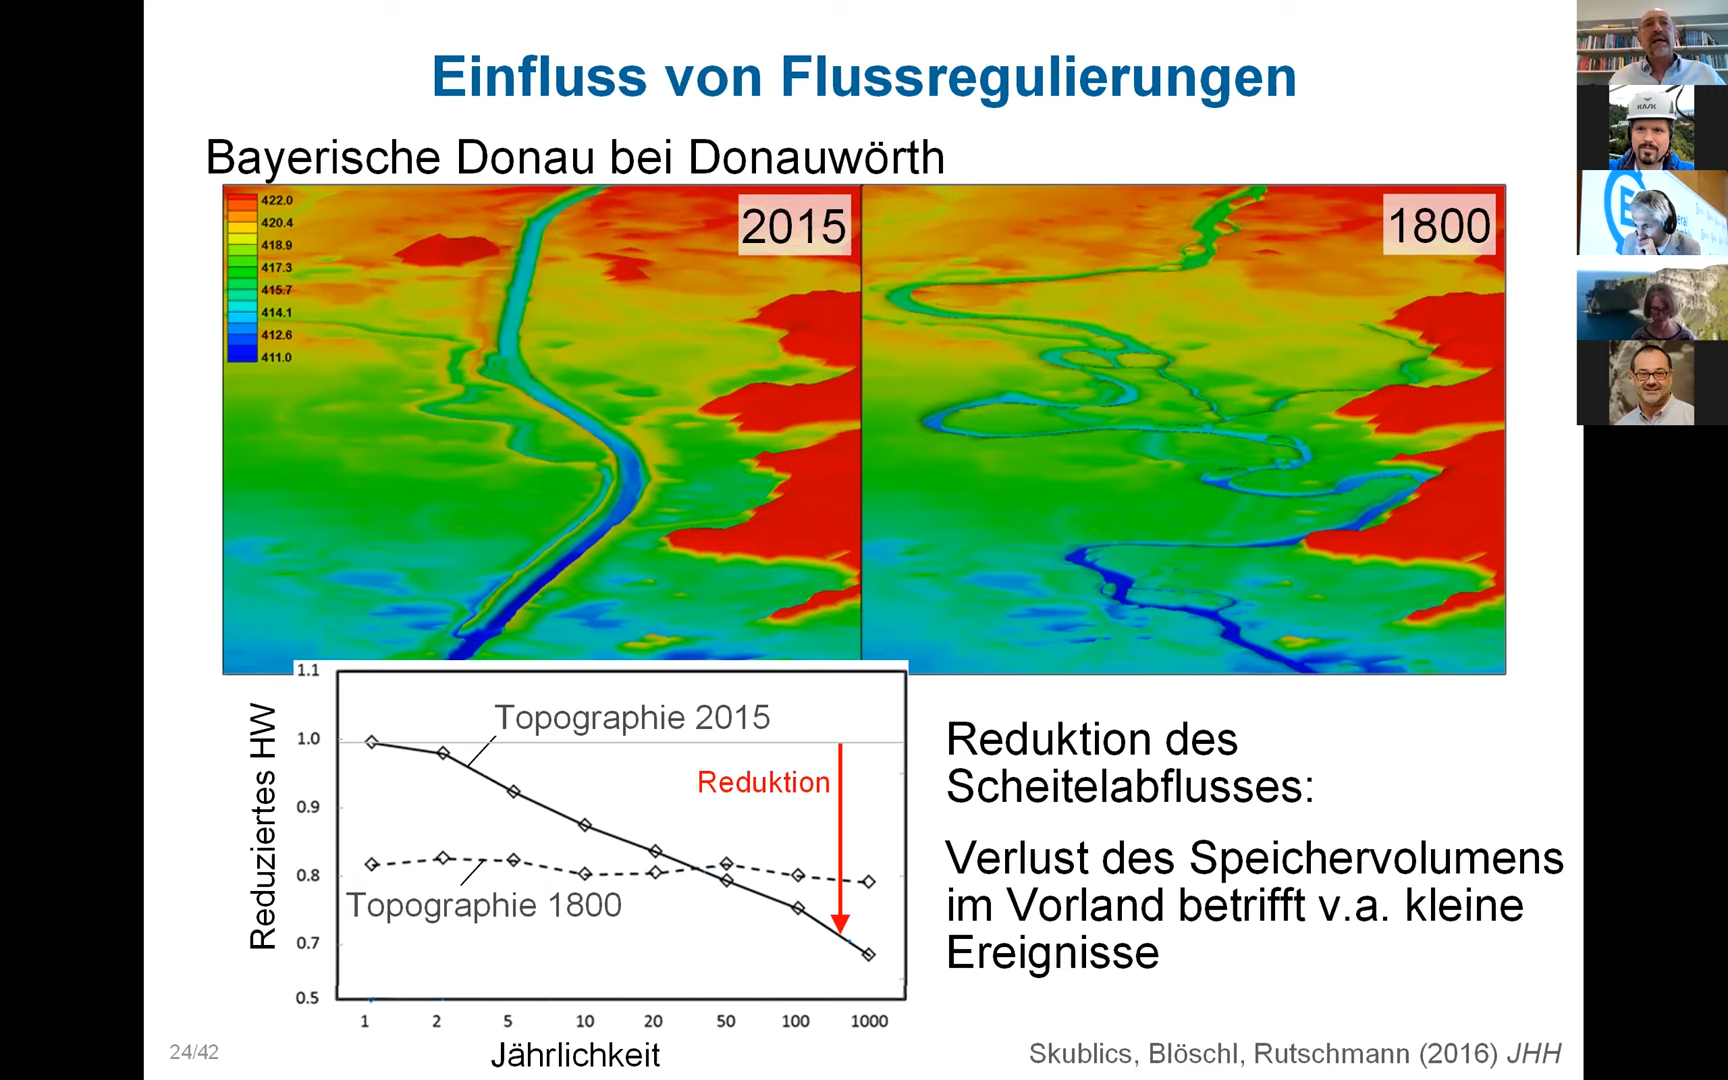 Einfluss von Flussregulierungen
Bayerische Donau bei Donauwörth
422.0
420.4
418.9
417.3
415.7
414.1
412.6
411.0
2015
1800
KASK
1.1
1.0
0.9
0.8
0.7
0.5
Reduziertes HW
Topographie 2015
Reduktion
Topographie 1800
1 2 5 10 20 50 100 1000
Jährlichkeit
Reduktion des
Scheitelabflusses:
Verlust des Speichervolumens
im Vorland betrifft v.a. kleine
Ereignisse
24/42
Skublics, Blöschl, Rutschmann (2016) JHH